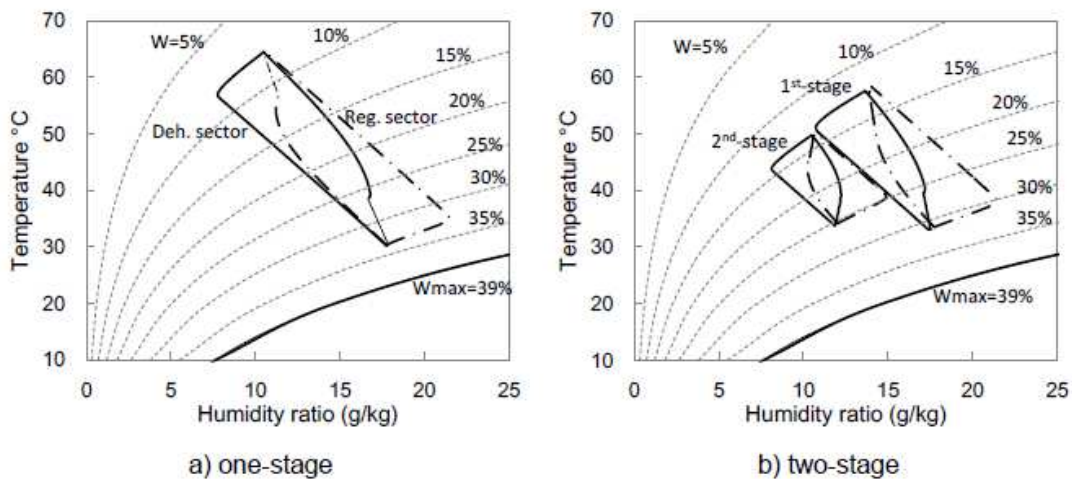 70
60
50
40
30
20
10
Temperature °C
W=5%
10%
15%
20%
25%
30%
35%
Wmax=39%
Deh. sector
Reg. sector
0 5 10 15 20 25
Humidity ratio (g/kg)
a) one-stage
70
60
50
40
30
20
10
Temperature °C
W=5%
10%
15%
20%
25%
30%
35%
Wmax=39%
1st-stage
2nd-stage
0 5 10 15 20 25
Humidity ratio (g/kg)
b) two-stage